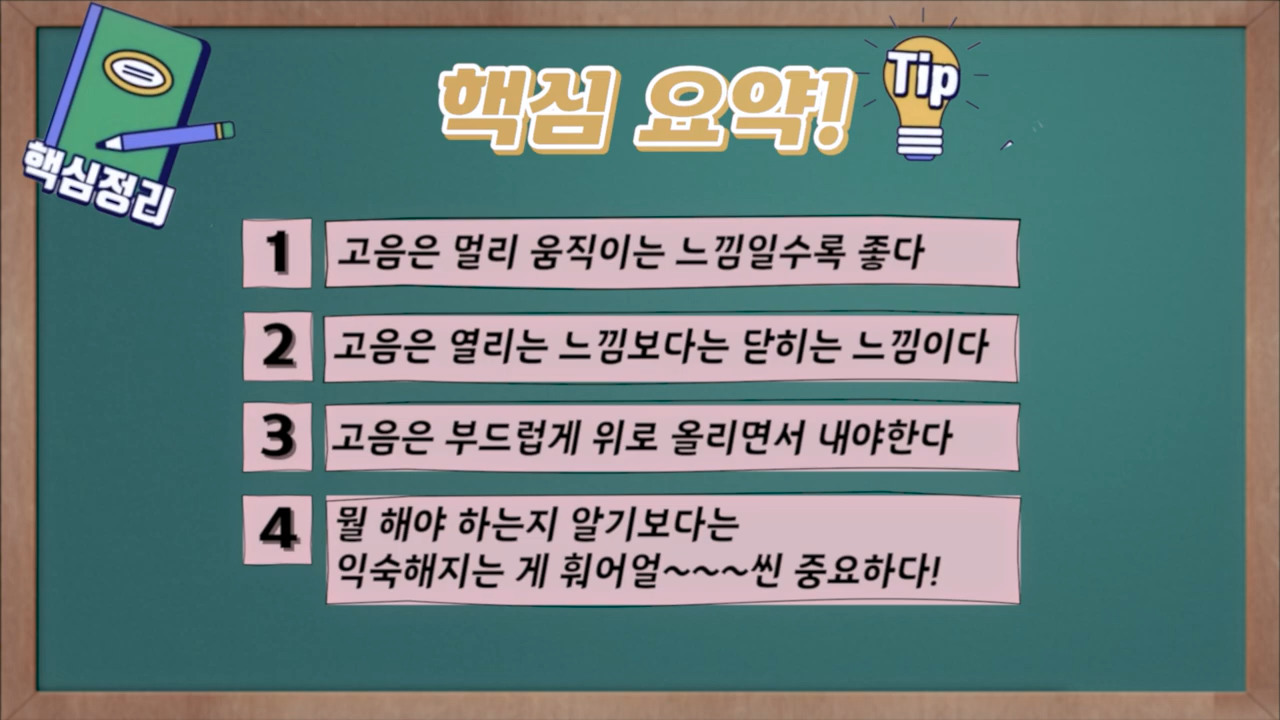 핵심정리
핵심 요약!
Tip
1 고음은 멀리 움직이는 느낌일수록 좋다
2 고음은 열리는 느낌보다는 닫히는 느낌이다
3 고음은 부드럽게 위로 올리면서 내야한다
4 뭘 해야 하는지 알기보다는
익숙해지는 게 훠어얼~~~씬 중요하다!